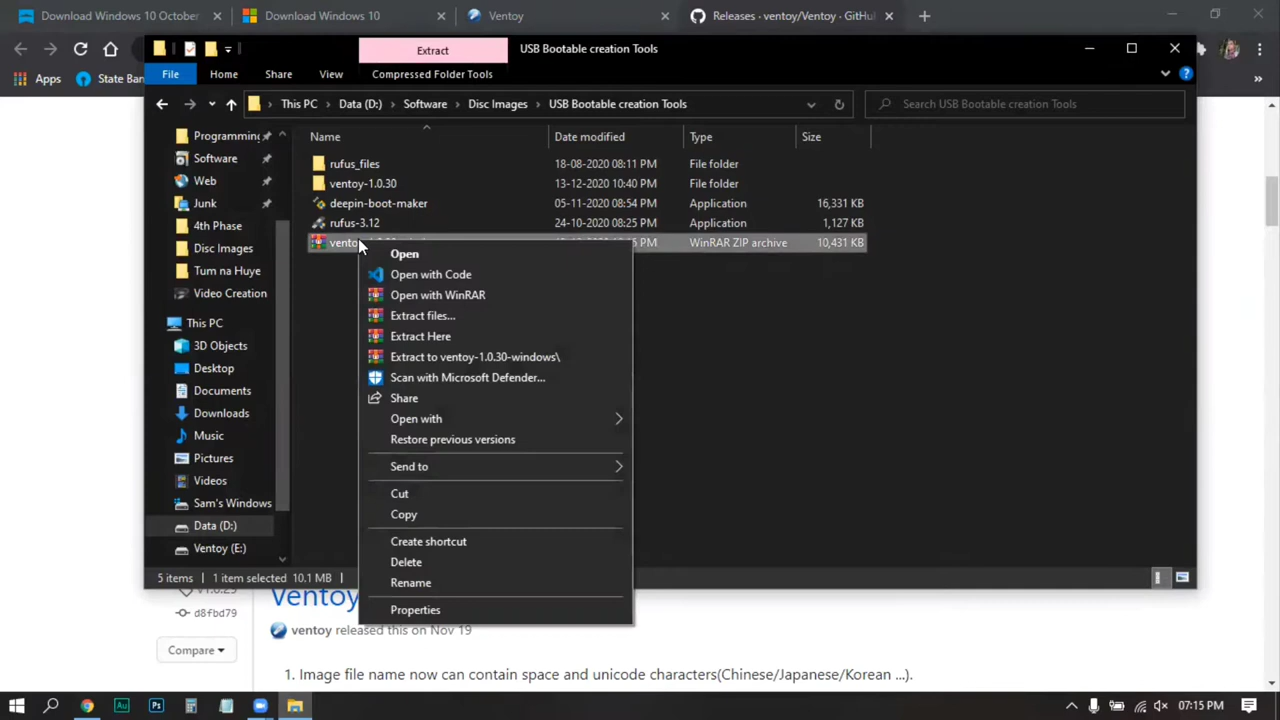 Download Windows 10 October
Download Windows 10
Ventoy
Releases · ventoy/Ventoy · GitHub
Extract
USB Bootable creation Tools
File
Home
Share
View
Compressed Folder Tools
Apps
State Ban
This PC
Data (D:)
Software
Disc Images
USB Bootable creation Tools
Search USB Bootable creation Tools
Name
Date modified
Type
Size
Programming
Software
Web
Junk
4th Phase
Disc Images
Tum na Huye
Video Creation
This PC
3D Objects
Desktop
Documents
Downloads
Music
Pictures
Videos
Sam's Windows
Data (D:)
Ventoy (E:)
rufus_files 18-08-2020 08:11 PM File folder
ventoy-1.0.30 13-12-2020 10:40 PM File folder
deepin-boot-maker 05-11-2020 08:54 PM Application 16,331 KB
rufus-3.12 24-10-2020 08:25 PM Application 1,127 KB
PM WinRAR ZIP archive 10,431 KB
Open
Open with Code
Open with WinRAR
Extract files...
Extract Here
Extract to ventoy-1.0.30-windows\
Scan with Microsoft Defender...
Share
Open with
Restore previous versions
Send to
Cut
Copy
Create shortcut
Delete
Rename
Properties
5 items
1 item selected 10.1 MB
v1.0.29
d8fbd79
Compare
Ventoy
ventoy released this on Nov 19
1. Image file name now can contain space and unicode characters(Chinese/Japanese/Korean ...).
Au
Ps
07:15 PM